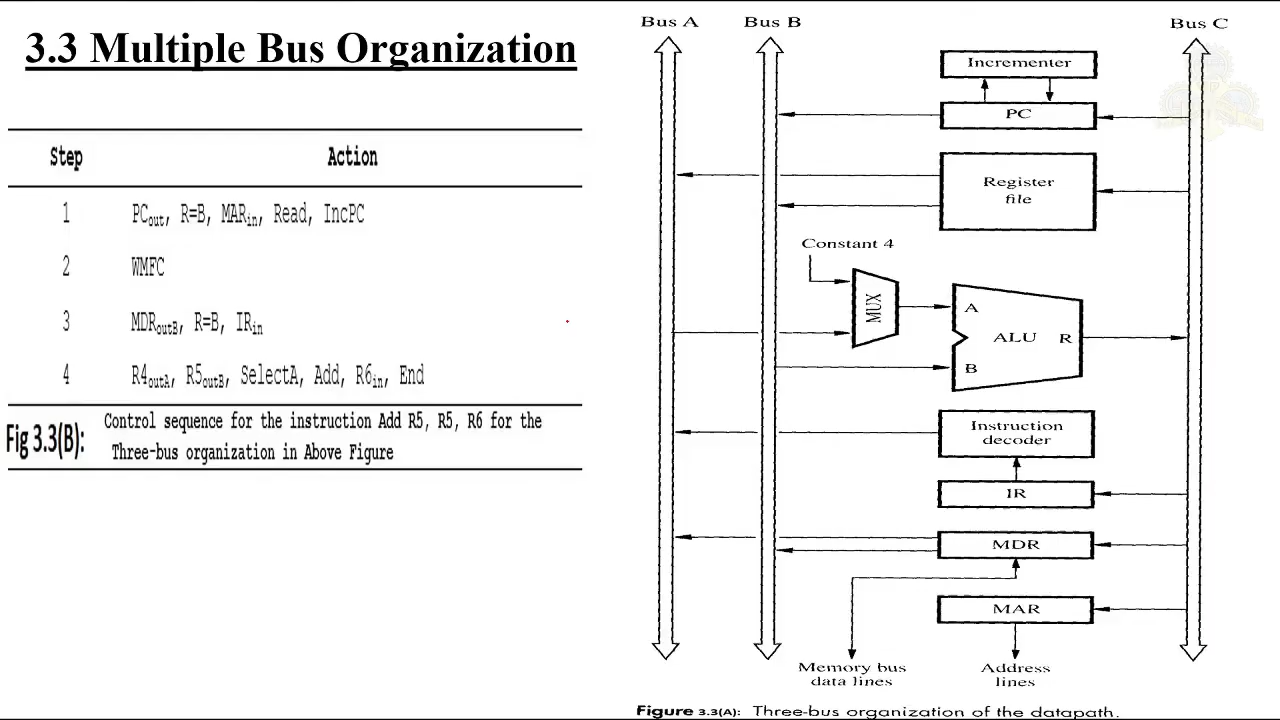 3.3 Multiple Bus Organization
Step Action
1 PCout, R=B, MARin, Read, IncPC
2 WMFC
3 MDRoutB, R=B, IRin
4 R4outA, R5outB, SelectA, Add, R6in, End
Fig 3.3(B): Control sequence for the instruction Add R5, R5, R6 for the
Three-bus organization in Above Figure
Bus A Bus B Bus C
Incrementer
PC
Register
file
Constant 4
MUX
A
ALU R
B
Instruction
decoder
IR
MDR
MAR
Memory bus
data lines
Address
lines
Figure 3.3(A): Three-bus organization of the datapath.